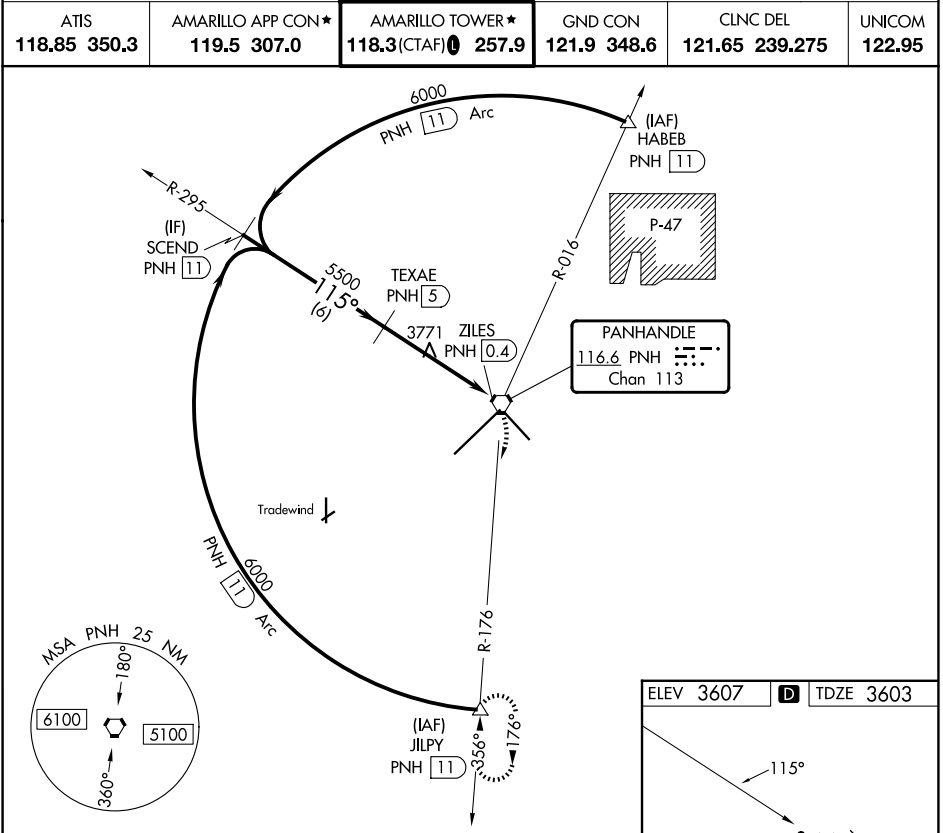 ATIS
118.85 350.3
AMARILLO APP CON★
119.5 307.0
AMARILLO TOWER★
118.3(CTAF) L 257.9
GND CON
121.9 348.6
CLNC DEL
121.65 239.275
UNICOM
122.95
6000
PNH 11 Arc
(IAF)
HABEB
PNH 11
R-295
(IF)
SCEND
PNH 11
P-47
R-016
5500
115°
(6)
TEXAE
PNH 5
3771
ZILES
PNH 0.4
PANHANDLE
116.6 PNH
Chan 113
Tradewind
6000
PNH 11 Arc
R-176
MSA PNH 25 NM
180°
6100
5100
360°
(IAF)
JILPY
PNH 11
356°
176°
ELEV 3607
D
TDZE 3603
115°